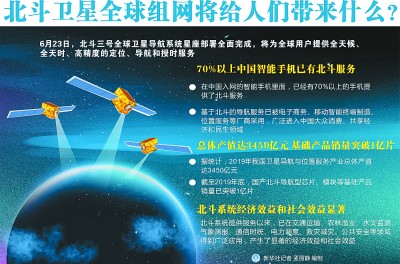 北斗卫星全球组网将给人们带来什么?
6月23日，北斗三号全球卫星导航系统星座部署全面完成，将为全球用户提供全天候、
全天时、高精度的定位、导航和授时服务
70%以上中国智能手机已有北斗服务
在中国入网的智能手机里面，已经有70%以上的手机提
供了北斗服务
基于北斗的导航服务已被电子商务、移动智能终端制造、
位置服务等厂商采用，广泛进入中国大众消费、共享经
济和民生领域
总体产值达3450亿元 基础产品销量突破1亿片
据统计，2019年我国卫星导航与位置服务产业总体产值
达3450亿元
截至2019年底，国产北斗导航型芯片、模块等基础产品
销量已突破1亿片
北斗系统经济效益和社会效益显著
北斗系统提供服务以来，已在交通运输、农林渔业、水文监测、
气象测报、通信时统、电力调度、救灾减灾、公共安全等领域
得到广泛应用，产生了显著的经济效益和社会效益
新华社记者 孟丽静 编制